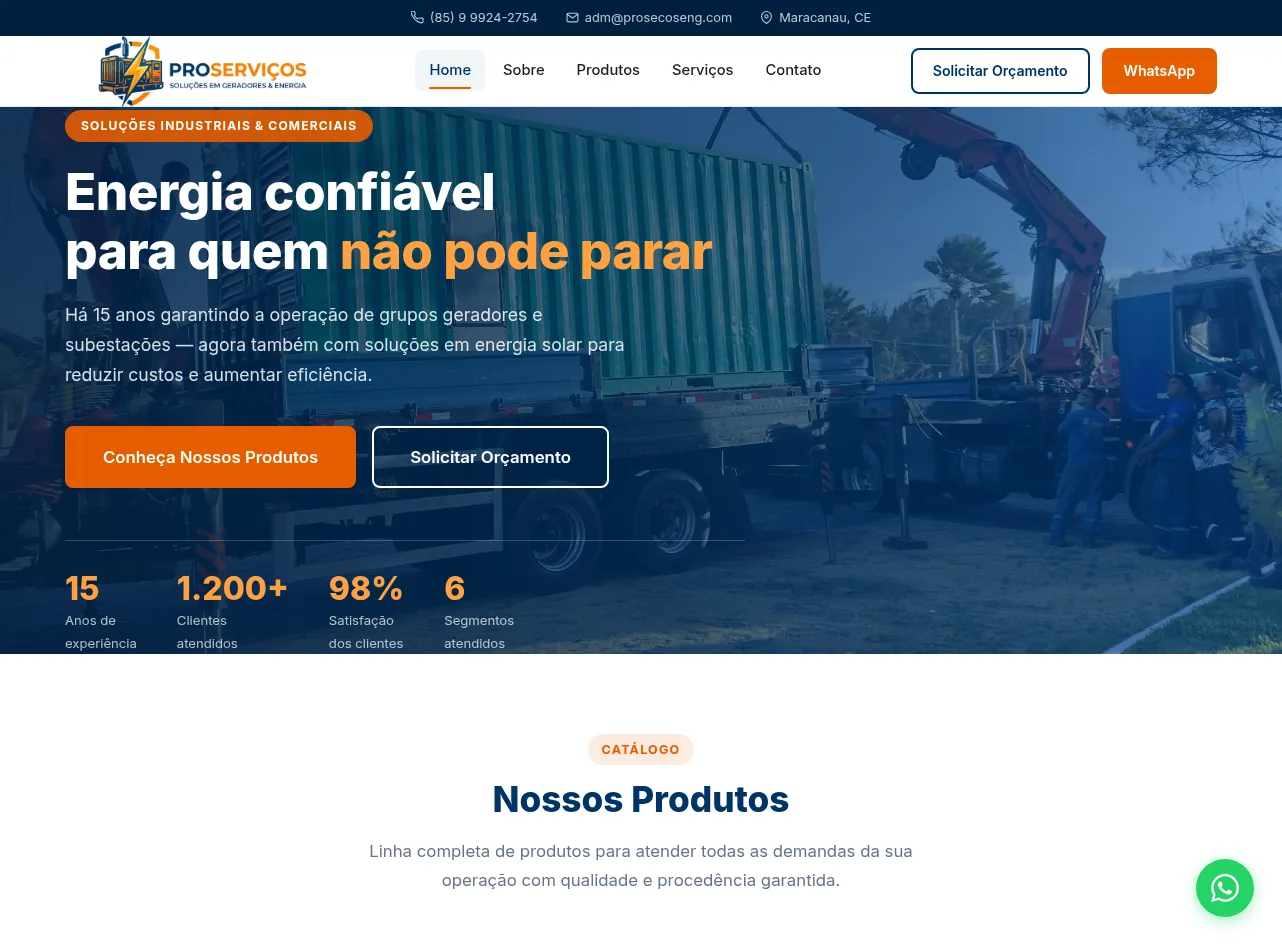 (85) 9 9924-2754
adm@prosecoseng.com
Maracanau, CE
PROSERVIÇOS
SOLUÇÕES EM GERADORES & ENERGIA
Home
Sobre
Produtos
Serviços
Contato
Solicitar Orçamento
WhatsApp
SOLUÇÕES INDUSTRIAIS & COMERCIAIS
Energia confiável
para quem não pode parar
Há 15 anos garantindo a operação de grupos geradores e
subestações — agora também com soluções em energia solar para
reduzir custos e aumentar eficiência.
Conheça Nossos Produtos
Solicitar Orçamento
15
Anos de
experiência
1.200+
Clientes
atendidos
98%
Satisfação
dos clientes
6
Segmentos
atendidos
CATÁLOGO
Nossos Produtos
Linha completa de produtos para atender todas as demandas da sua
operação com qualidade e procedência garantida.